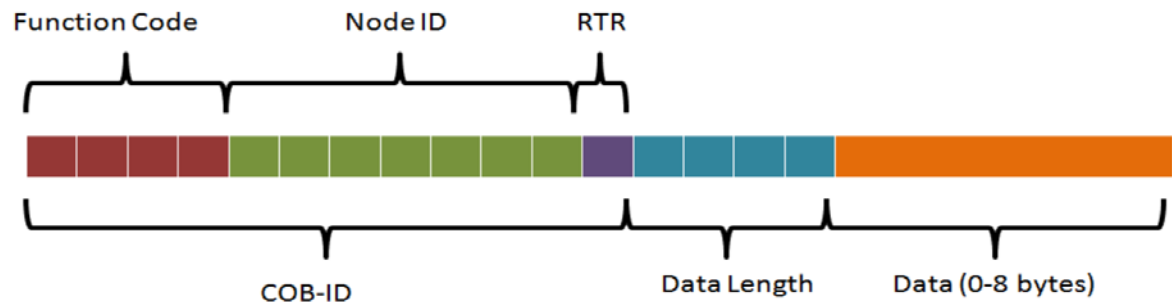 Function Code
Node ID
RTR
COB-ID
Data Length
Data (0-8 bytes)